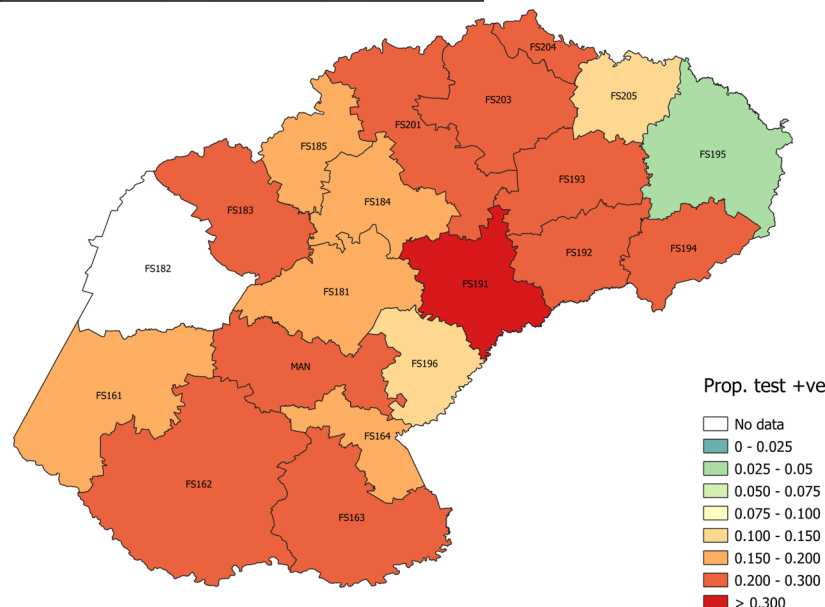 FS204
FS203
FS205
FS201
FS185
FS195
FS193
FS184
FS183
FS192
FS194
FS182
FS191
FS181
MAN
FS196
FS161
FS164
FS162
FS163
Prop. test +ve
No data
0 - 0.025
0.025 - 0.05
0.050 - 0.075
0.075 - 0.100
0.100 - 0.150
0.150 - 0.200
0.200 - 0.300
> 0.300